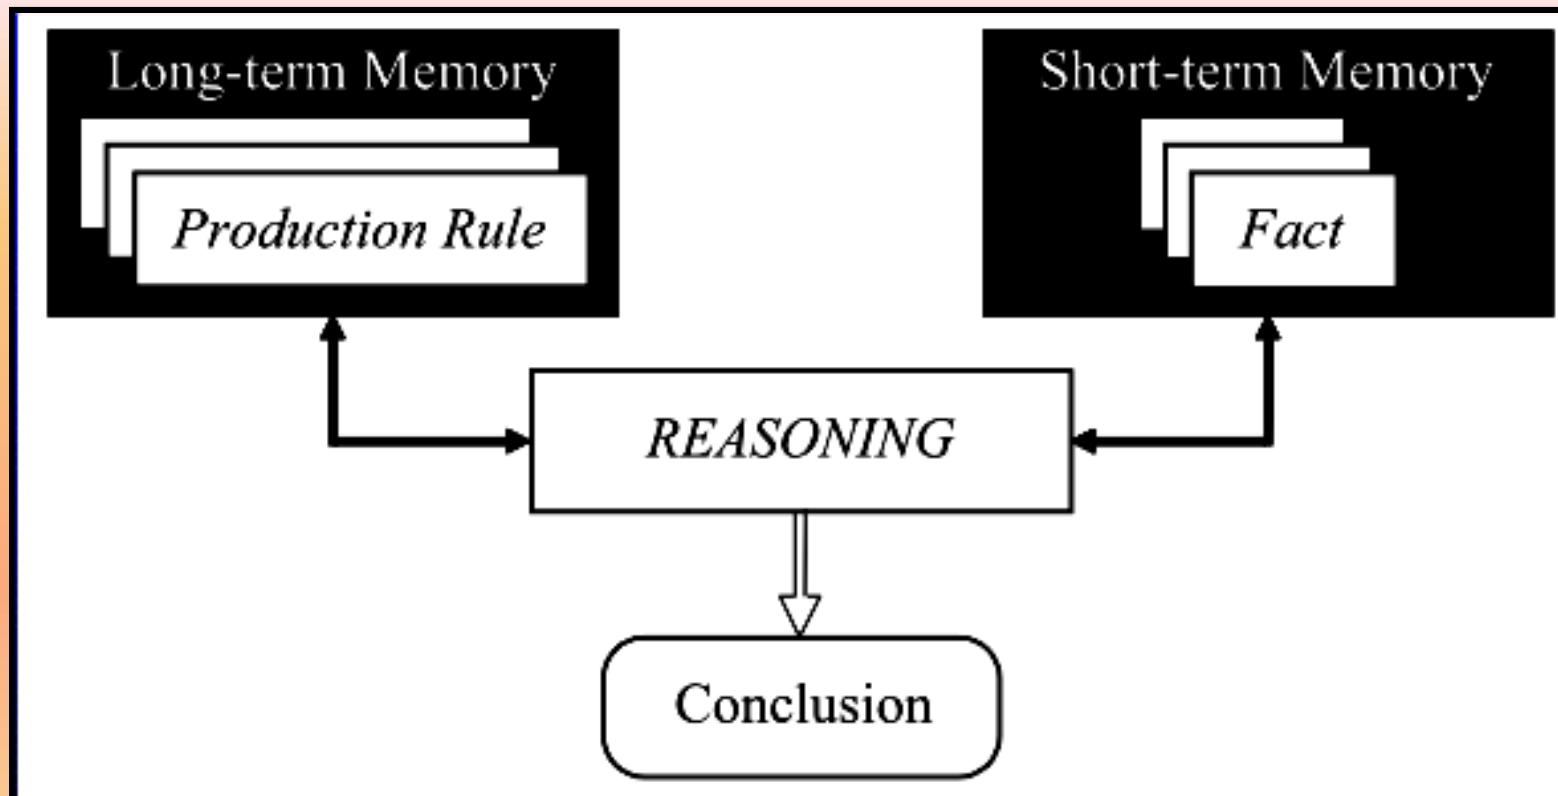 Long-term Memory
Short-term Memory
Production Rule
Fact
REASONING
Conclusion